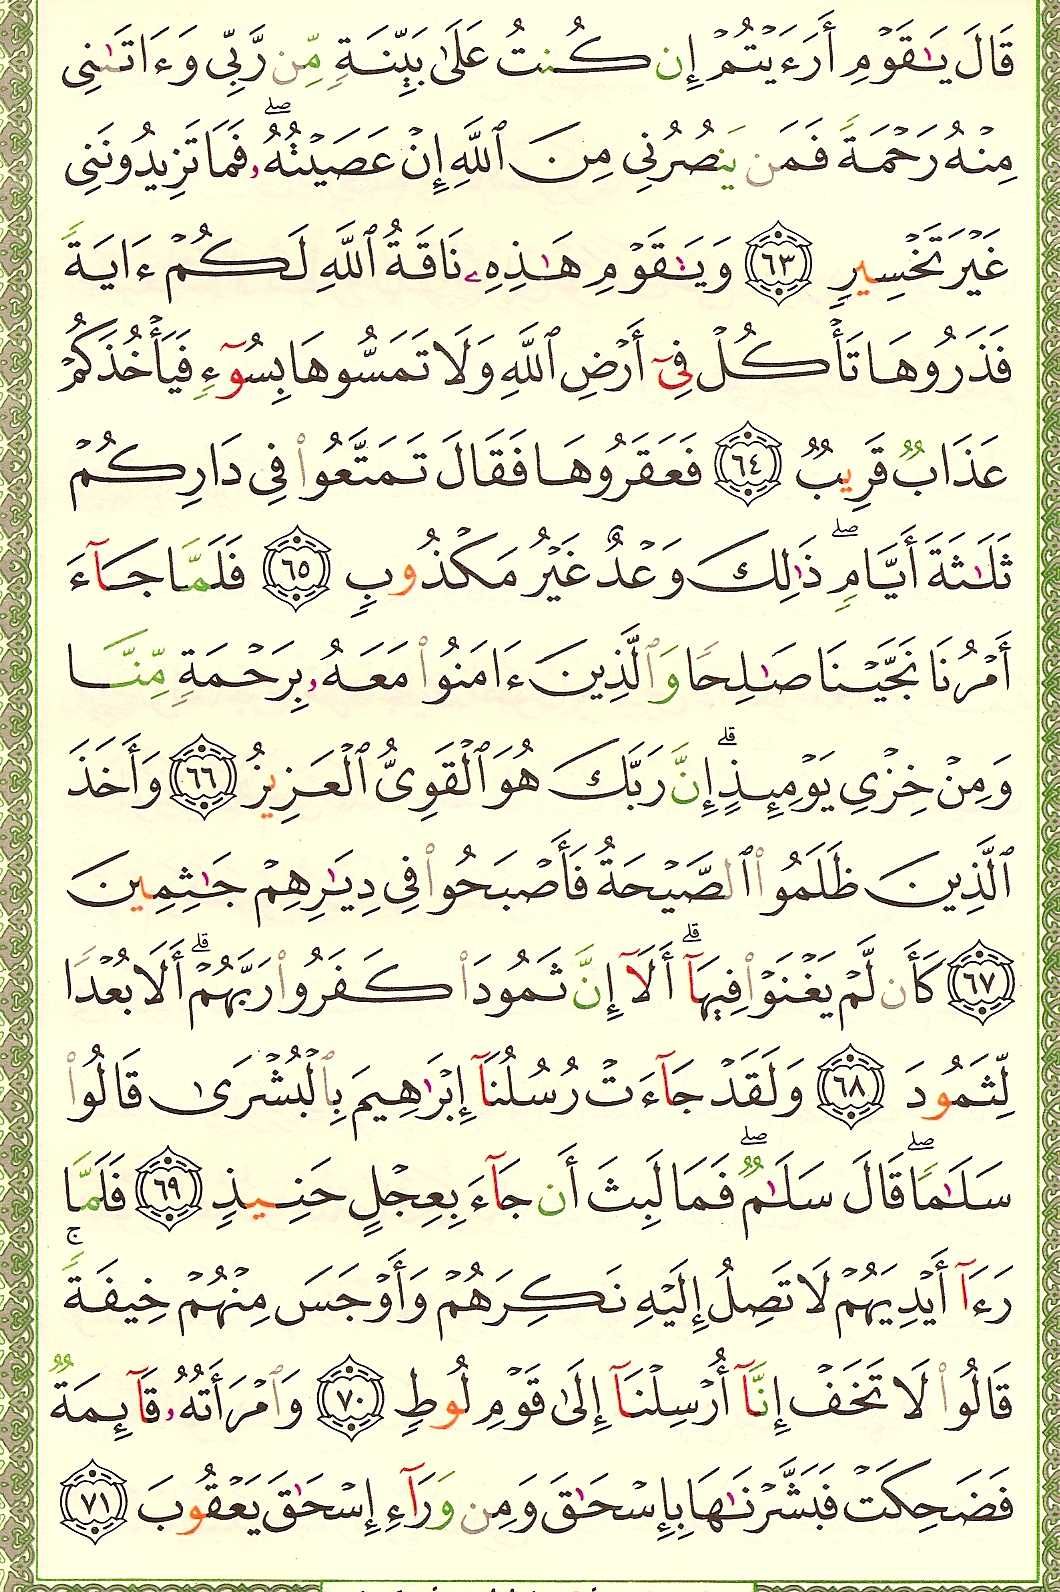 قَالَ يَٰقَوْمِ أَرَءَيْتُمْ إِن كُنتُ عَلَىٰ بَيِّنَةٍ مِّن رَّبِّي وَءَاتَىٰنِي
مِنْهُ رَحْمَةً فَمَن يَنصُرُنِي مِنَ ٱللَّهِ إِنْ عَصَيْتُهُۥۖ فَمَا تَزِيدُونَنِي
غَيْرَ تَخْسِيرٍ ٦٣ وَيَٰقَوْمِ هَٰذِهِۦ نَاقَةُ ٱللَّهِ لَكُمْ ءَايَةً
فَذَرُوهَا تَأْكُلْ فِيٓ أَرْضِ ٱللَّهِ وَلَا تَمَسُّوهَا بِسُوٓءٍ فَيَأْخُذَكُمْ
عَذَابٌ قَرِيبٌ ٦٤ فَعَقَرُوهَا فَقَالَ تَمَتَّعُوا۟ فِي دَارِكُمْ
ثَلَٰثَةَ أَيَّامٍۖ ذَٰلِكَ وَعْدٌ غَيْرُ مَكْذُوبٍ ٦٥ فَلَمَّا جَآءَ
أَمْرُنَا نَجَّيْنَا صَٰلِحًا وَٱلَّذِينَ ءَامَنُوا۟ مَعَهُۥ بِرَحْمَةٍ مِّنَّا
وَمِنْ خِزْيِ يَوْمِئِذٍۗ إِنَّ رَبَّكَ هُوَ ٱلْقَوِيُّ ٱلْعَزِيزُ ٦٦ وَأَخَذَ
ٱلَّذِينَ ظَلَمُوا۟ ٱلصَّيْحَةُ فَأَصْبَحُوا۟ فِي دِيَٰرِهِمْ جَٰثِمِينَ
٦٧ كَأَن لَّمْ يَغْنَوْا۟ فِيهَآۗ أَلَآ إِنَّ ثَمُودَا۟ كَفَرُوا۟ رَبَّهُمْۗ أَلَا بُعْدًا
لِّثَمُودَ ٦٨ وَلَقَدْ جَآءَتْ رُسُلُنَآ إِبْرَٰهِيمَ بِٱلْبُشْرَىٰ قَالُوا۟
سَلَٰمًاۖ قَالَ سَلَٰمٌۖ فَمَا لَبِثَ أَن جَآءَ بِعِجْلٍ حَنِيذٍ ٦٩ فَلَمَّا
رَءَآ أَيْدِيَهُمْ لَا تَصِلُ إِلَيْهِ نَكِرَهُمْ وَأَوْجَسَ مِنْهُمْ خِيفَةًۚ
قَالُوا۟ لَا تَخَفْ إِنَّآ أُرْسِلْنَآ إِلَىٰ قَوْمِ لُوطٍ ٧٠ وَٱمْرَأَتُهُۥ قَآئِمَةٌ
فَضَحِكَتْ فَبَشَّرْنَٰهَا بِإِسْحَٰقَ وَمِن وَرَآءِ إِسْحَٰقَ يَعْقُوبَ ٧١